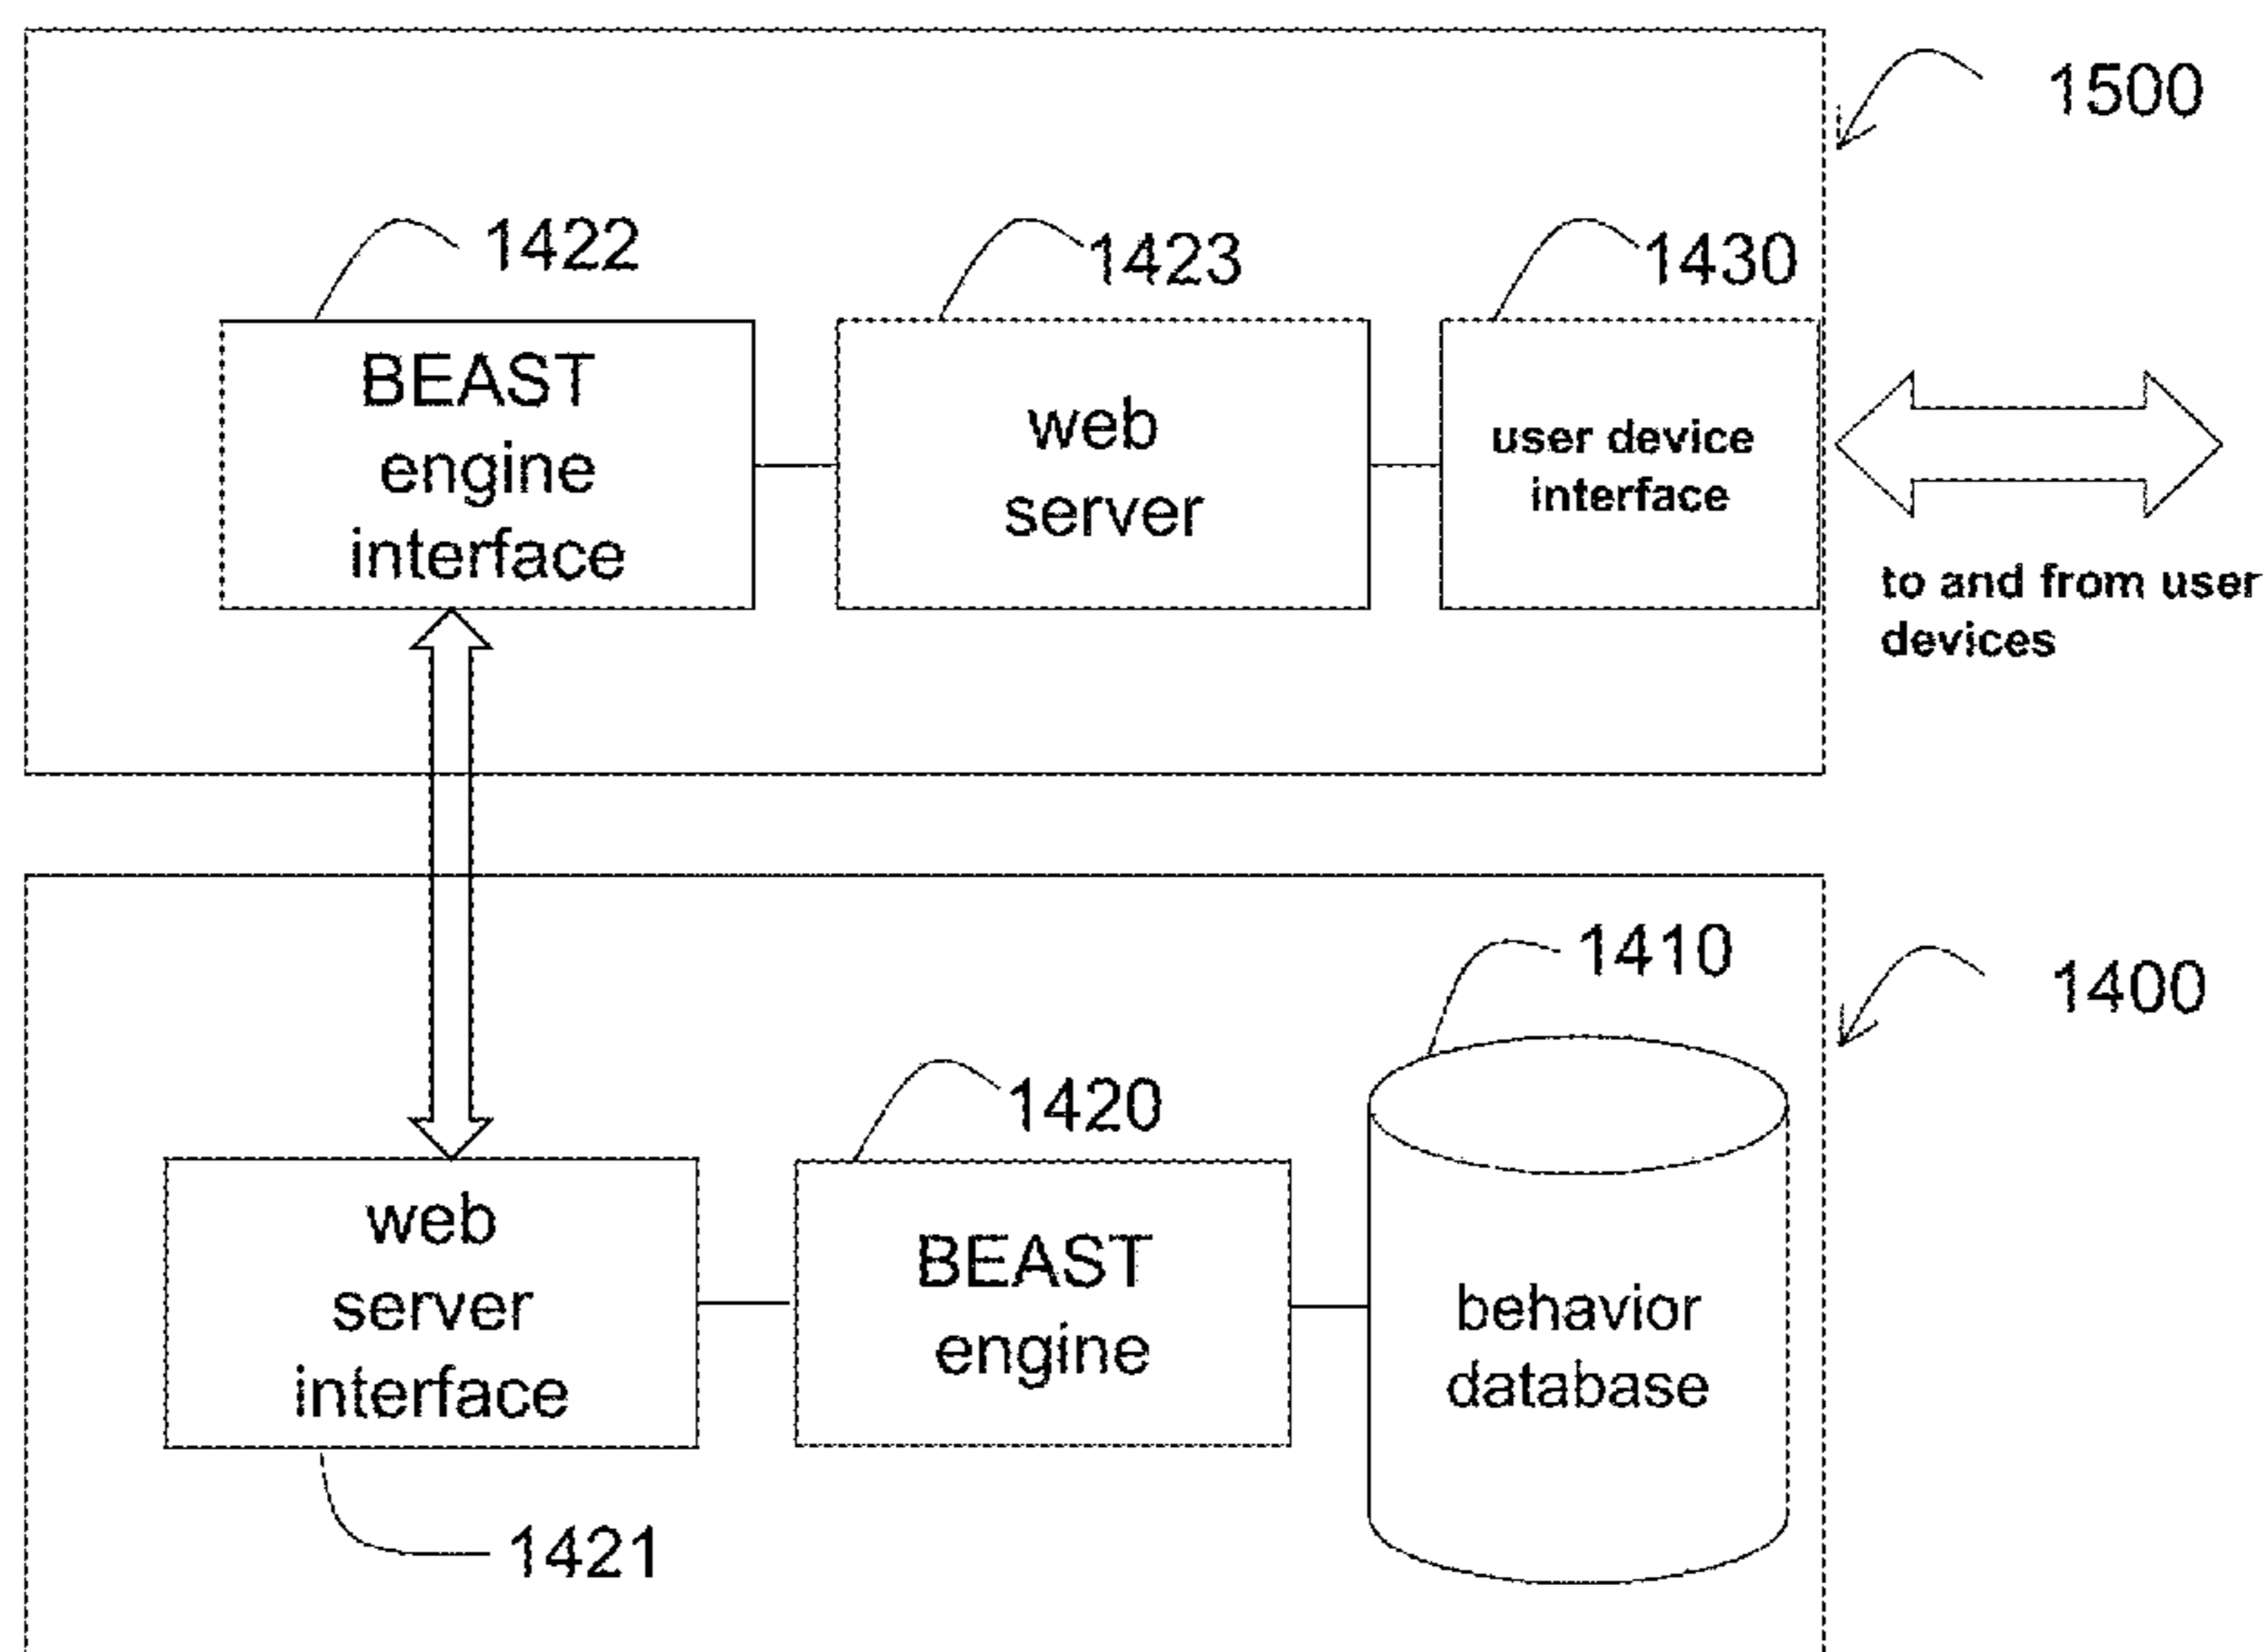 1500
1422
1423
1430
BEAST
engine
interface
web
server
user device
interface
to and from user
devices
1410
1400
1420
web
server
interface
BEAST
engine
behavior
database
1421